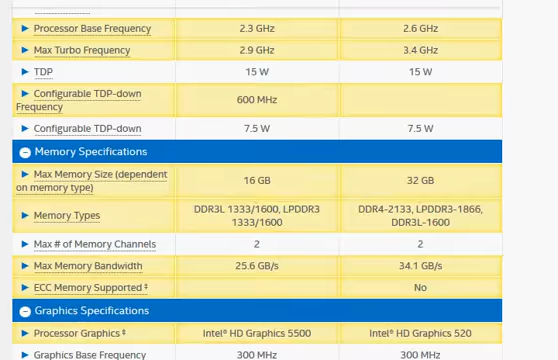 Processor Base Frequency 2.3 GHz 2.6 GHz
Max Turbo Frequency 2.9 GHz 3.4 GHz
TDP 15 W 15 W
Configurable TDP-down
Frequency 600 MHz
Configurable TDP-down 7.5 W 7.5 W
Memory Specifications
Max Memory Size (dependent
on memory type) 16 GB 32 GB
Memory Types DDR3L 1333/1600, LPDDR3 DDR4-2133, LPDDR3-1866,
1333/1600 DDR3L-1600
Max # of Memory Channels 2 2
Max Memory Bandwidth 25.6 GB/s 34.1 GB/s
ECC Memory Supported ‡ No
Graphics Specifications
Processor Graphics ‡ Intel® HD Graphics 5500 Intel® HD Graphics 520
Graphics Base Frequency 300 MHz 300 MHz